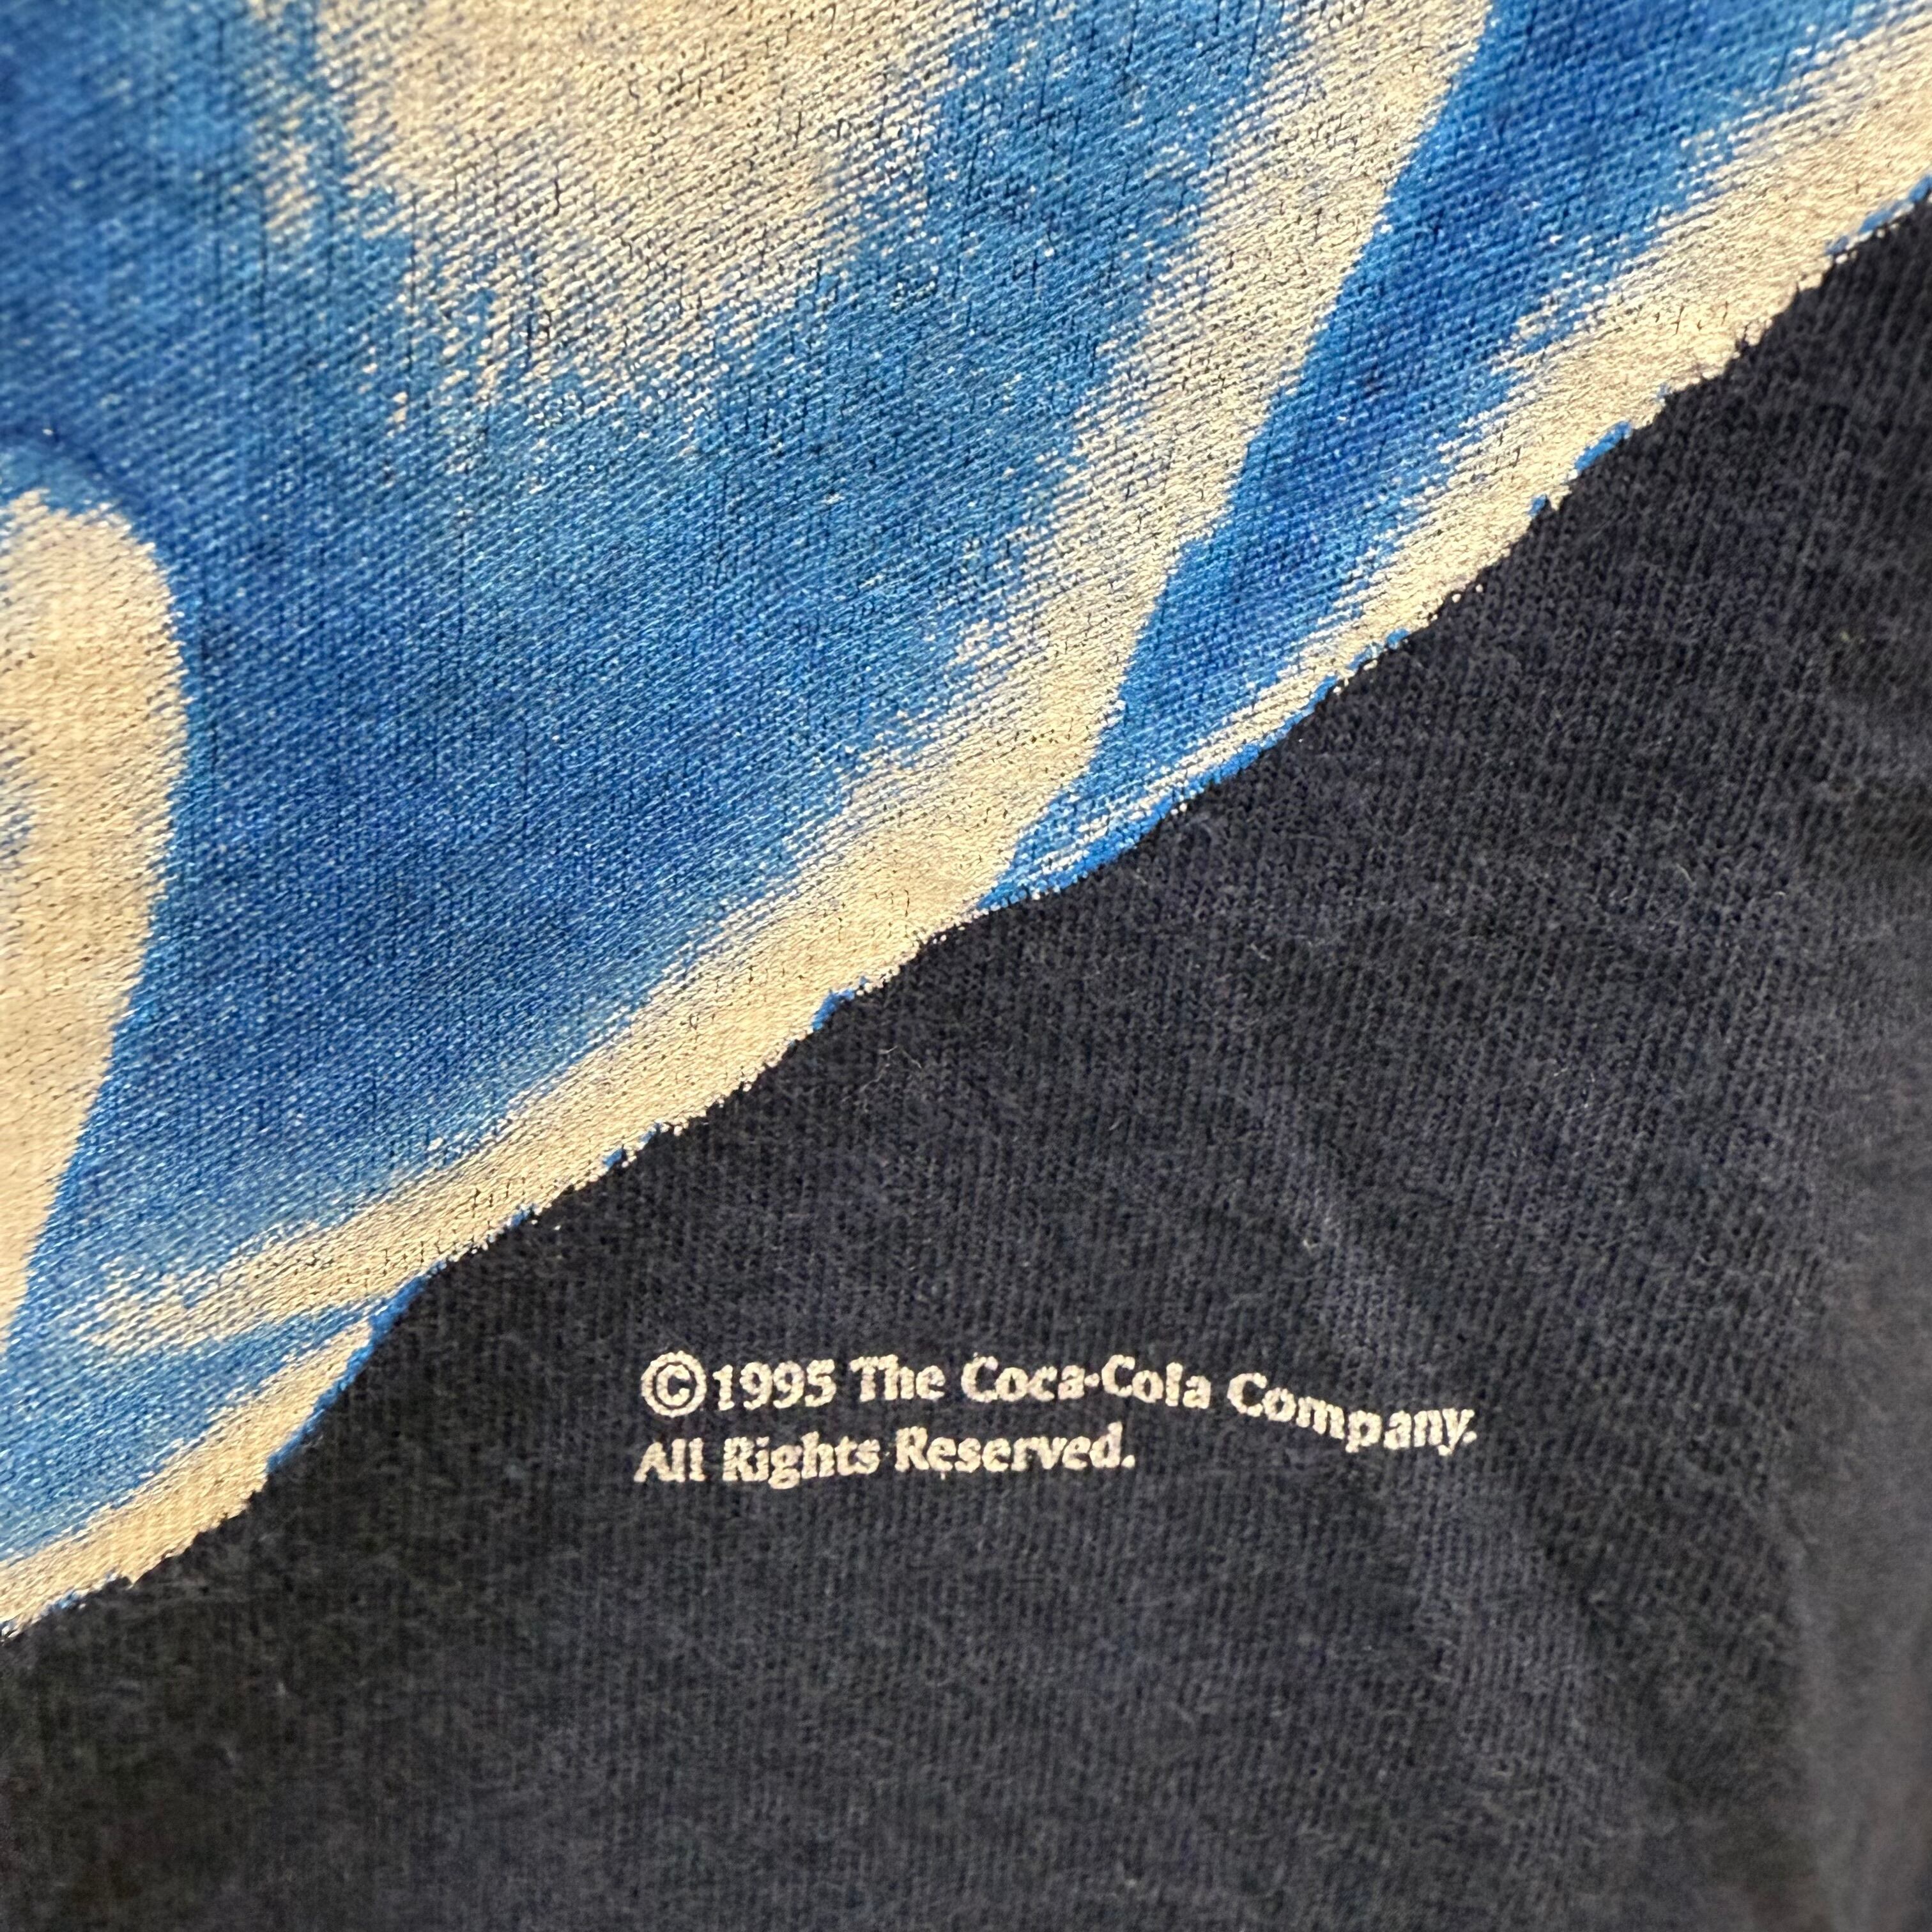 ©1995 The Coca-Cola Company.
All Rights Reserved.